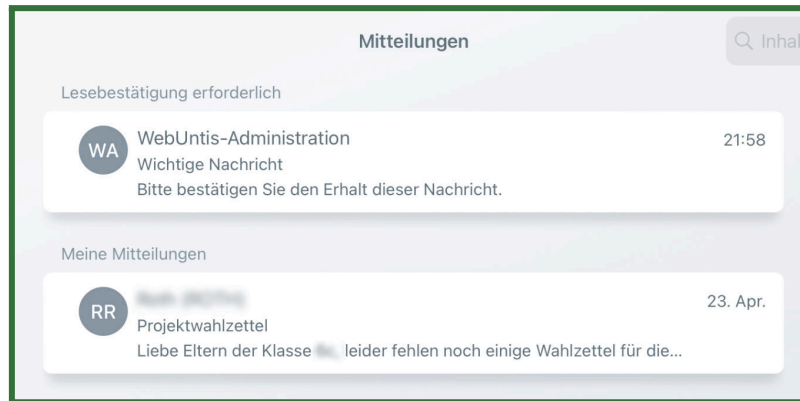 Mitteilungen
Inhal
Lesebestätigung erforderlich
WA
WebUntis-Administration
21:58
Wichtige Nachricht
Bitte bestätigen Sie den Erhalt dieser Nachricht.
Meine Mitteilungen
RR
23. Apr.
Projektwahlzettel
Liebe Eltern der Klasse leider fehlen noch einige Wahlzettel für die...